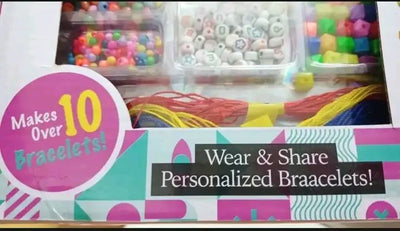 Makes
Over 10
Bracelets!
Wear & Share
Personalized Braacelets!